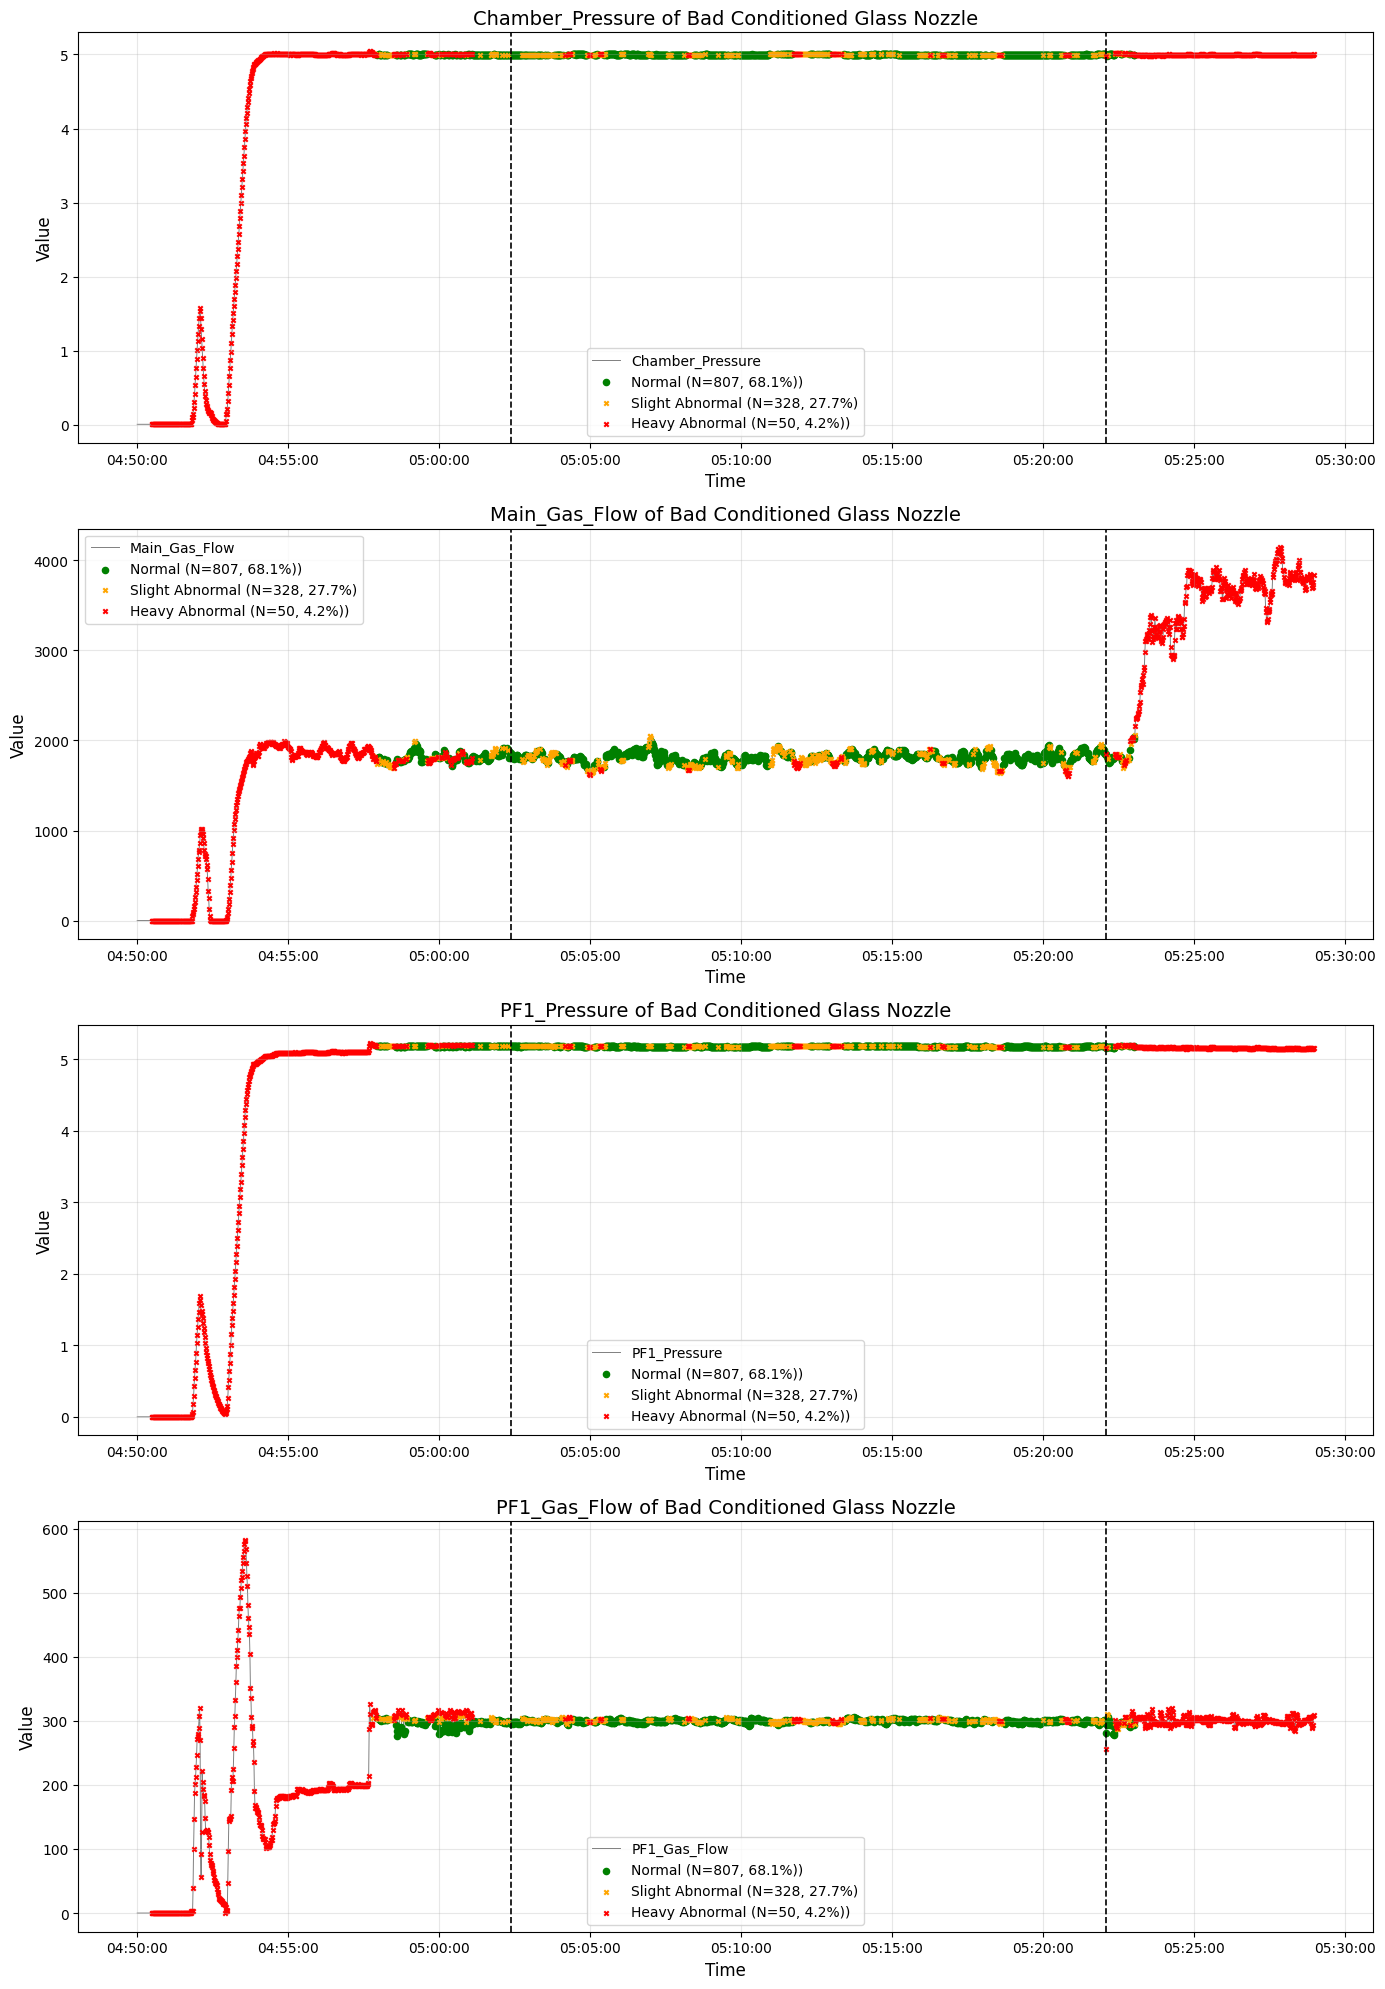 Chamber_Pressure of Bad Conditioned Glass Nozzle
Value
5
4
3
2
1
0
Chamber_Pressure
Normal (N=807, 68.1%))
Slight Abnormal (N=328, 27.7%)
Heavy Abnormal (N=50, 4.2%))
04:50:00 04:55:00 05:00:00 05:05:00 05:10:00 05:15:00 05:20:00 05:25:00 05:30:00
Time
Main_Gas_Flow of Bad Conditioned Glass Nozzle
Value
4000
3000
2000
1000
0
Main_Gas_Flow
Normal (N=807, 68.1%))
Slight Abnormal (N=328, 27.7%)
Heavy Abnormal (N=50, 4.2%))
04:50:00 04:55:00 05:00:00 05:05:00 05:10:00 05:15:00 05:20:00 05:25:00 05:30:00
Time
PF1_Pressure of Bad Conditioned Glass Nozzle
Value
5
4
3
2
1
0
PF1_Pressure
Normal (N=807, 68.1%))
Slight Abnormal (N=328, 27.7%)
Heavy Abnormal (N=50, 4.2%))
04:50:00 04:55:00 05:00:00 05:05:00 05:10:00 05:15:00 05:20:00 05:25:00 05:30:00
Time
PF1_Gas_Flow of Bad Conditioned Glass Nozzle
Value
600
500
400
300
200
100
0
PF1_Gas_Flow
Normal (N=807, 68.1%))
Slight Abnormal (N=328, 27.7%)
Heavy Abnormal (N=50, 4.2%))
04:50:00 04:55:00 05:00:00 05:05:00 05:10:00 05:15:00 05:20:00 05:25:00 05:30:00
Time